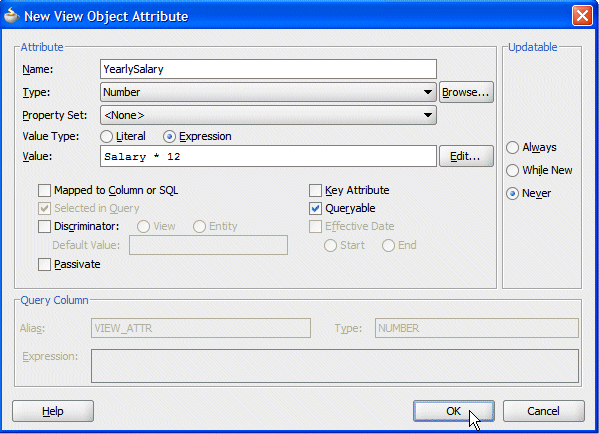 New View Object Attribute
Attribute
Updatable
Name: YearlySalary
Type: Number Browse...
Property Set: <None>
Value Type: Literal Expression
Always
Value: Salary * 12 Edit...
While New
Mapped to Column or SQL Key Attribute
Never
Selected in Query Queryable
Discriminator: View Entity Effective Date
Default Value: Start End
Passivate
Query Column
Alias: VIEW_ATTR Type: NUMBER
Expression:
Help OK Cancel